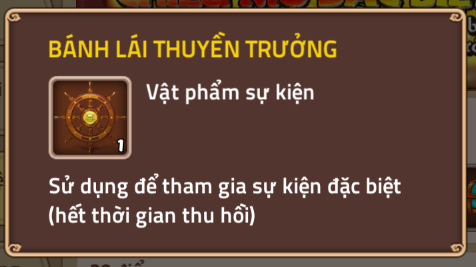 BÁNH LÁI THUYỀN TRƯỞNG
Vật phẩm sự kiện
1
Sử dụng để tham gia sự kiện đặc biệt
(hết thời gian thu hồi)